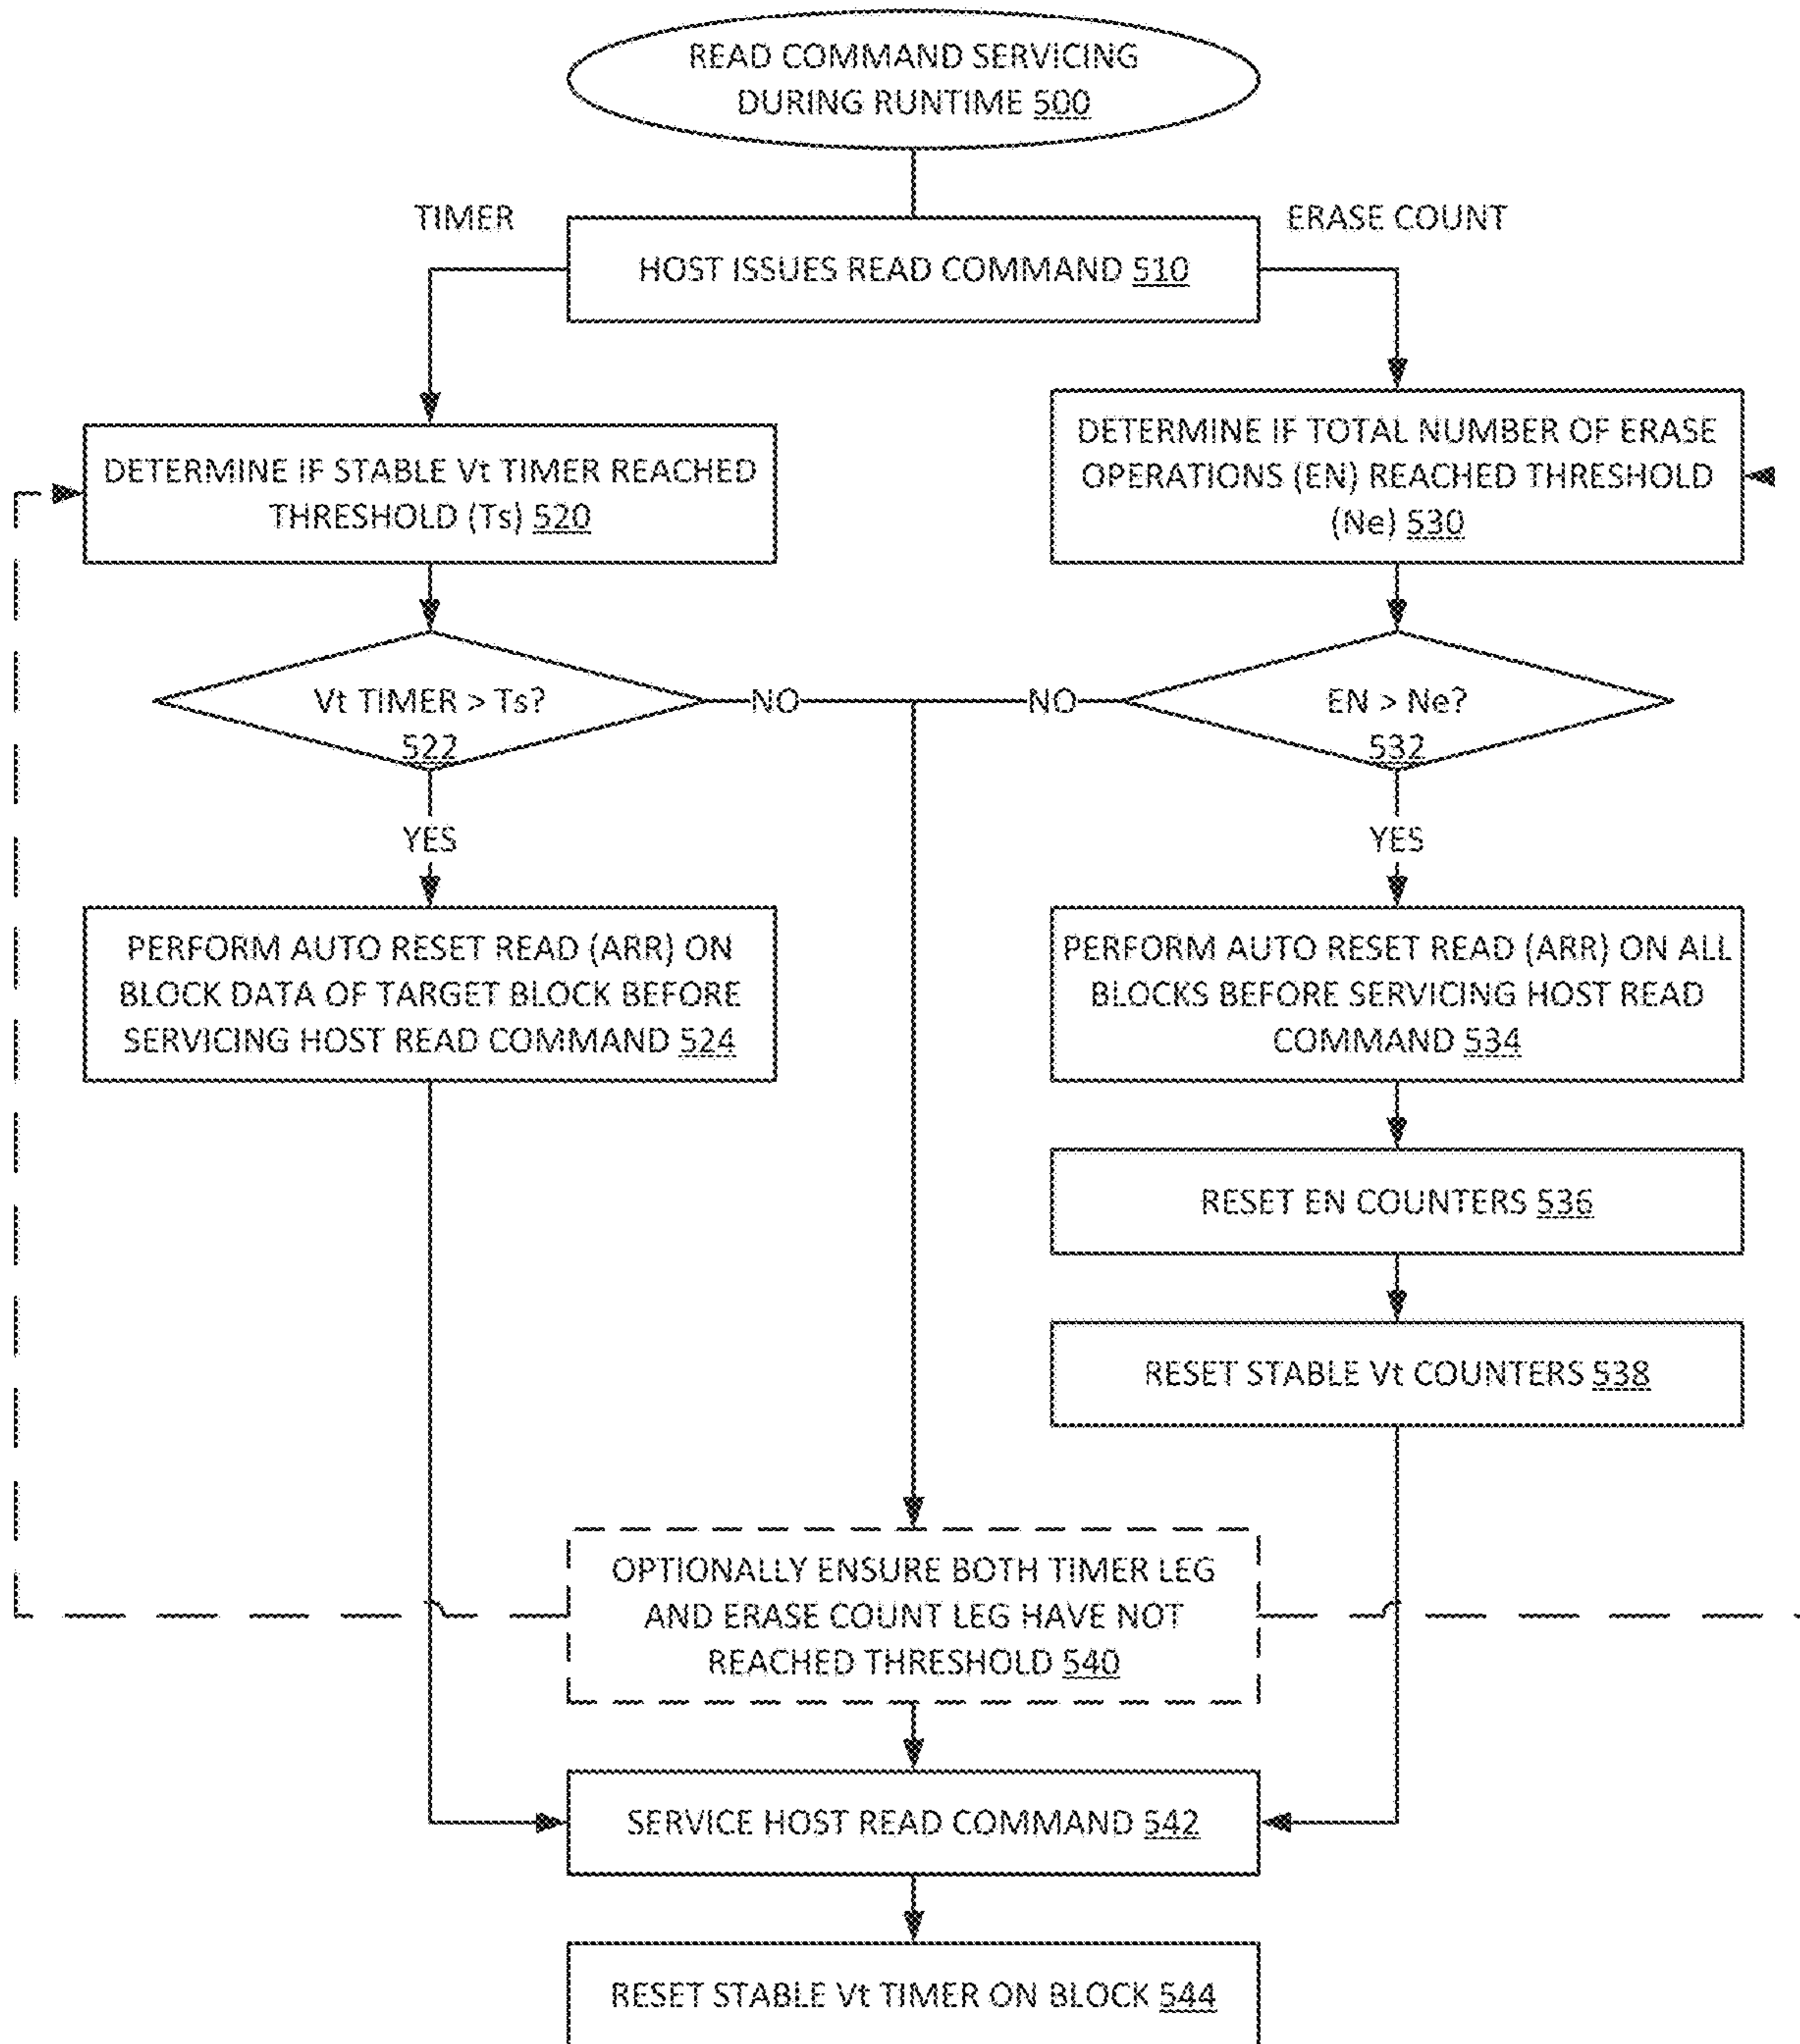 READ COMMAND SERVICING
DURING RUNTIME 500
TIMER
ERASE COUNT
HOST ISSUES READ COMMAND 510
DETERMINE IF STABLE Vt TIMER REACHED
THRESHOLD (Ts) 520
DETERMINE IF TOTAL NUMBER OF ERASE
OPERATIONS (EN) REACHED THRESHOLD
(Ne) 530
Vt TIMER > Ts?
522
NO
NO
EN > Ne?
532
YES
YES
PERFORM AUTO RESET READ (ARR) ON
BLOCK DATA OF TARGET BLOCK BEFORE
SERVICING HOST READ COMMAND 524
PERFORM AUTO RESET READ (ARR) ON ALL
BLOCKS BEFORE SERVICING HOST READ
COMMAND 534
RESET EN COUNTERS 536
RESET STABLE Vt COUNTERS 538
OPTIONALLY ENSURE BOTH TIMER LEG
AND ERASE COUNT LEG HAVE NOT
REACHED THRESHOLD 540
SERVICE HOST READ COMMAND 542
RESET STABLE Vt TIMER ON BLOCK 544